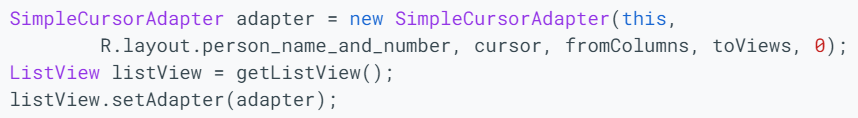 SimpleCursorAdapter adapter = new SimpleCursorAdapter(this,
        R.layout.person_name_and_number, cursor, fromColumns, toViews, 0);
ListView listView = getListView();
listView.setAdapter(adapter);